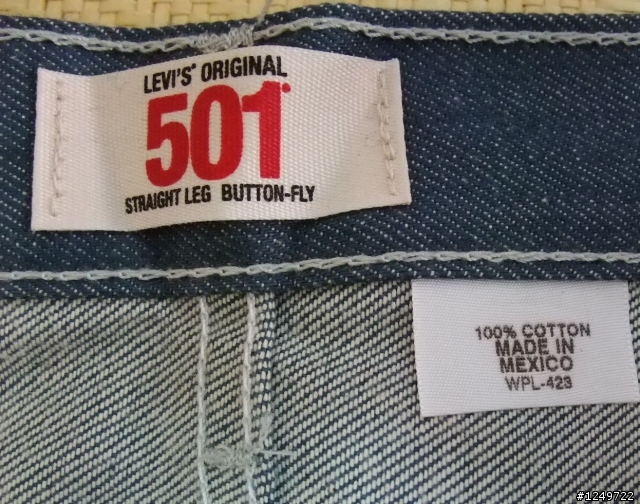 LEVI'S® ORIGINAL
501®
STRAIGHT LEG BUTTON-FLY
100% COTTON
MADE IN
MEXICO
WPL-423
#1249722